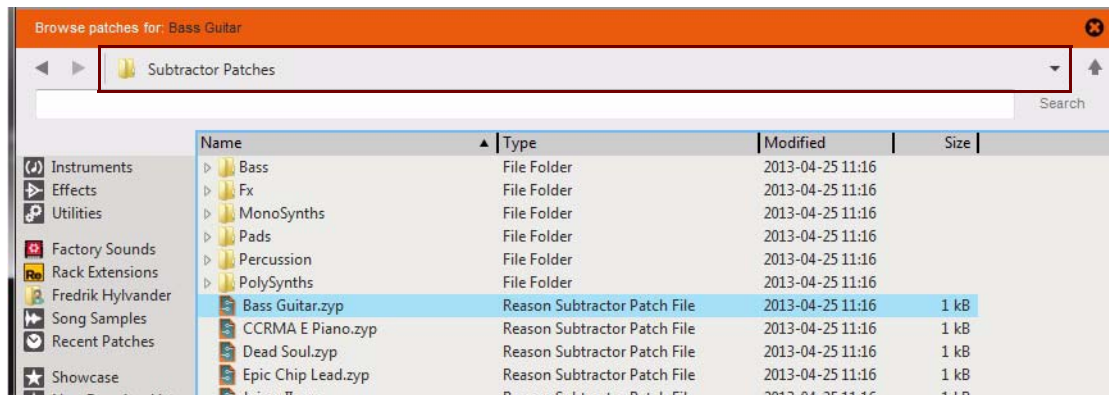 Browse patches for: Bass Guitar
Subtractor Patches
Search
Name Type Modified Size
Instruments
Effects
Utilities
Factory Sounds
Re Rack Extensions
Fredrik Hylvander
Song Samples
Recent Patches
Showcase
Bass File Folder 2013-04-25 11:16
Fx File Folder 2013-04-25 11:16
MonoSynths File Folder 2013-04-25 11:16
Pads File Folder 2013-04-25 11:16
Percussion File Folder 2013-04-25 11:16
PolySynths File Folder 2013-04-25 11:16
Bass Guitar.zyp Reason Subtractor Patch File 2013-04-25 11:16 1 kB
CCRMA E Piano.zyp Reason Subtractor Patch File 2013-04-25 11:16 1 kB
Dead Soul.zyp Reason Subtractor Patch File 2013-04-25 11:16 1 kB
Epic Chip Lead.zyp Reason Subtractor Patch File 2013-04-25 11:16 1 kB